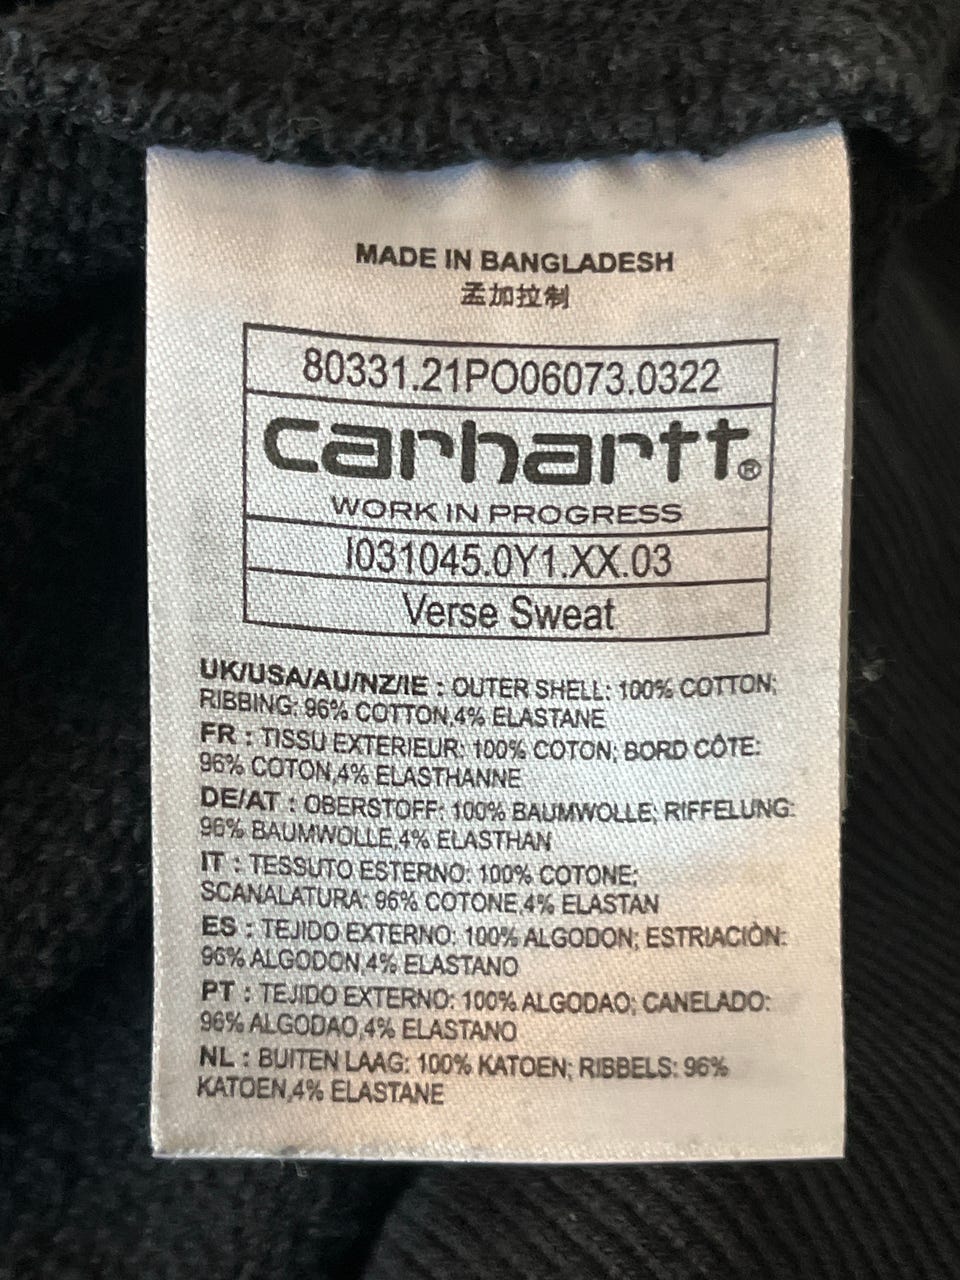 MADE IN BANGLADESH
孟加拉制
80331.21PO06073.0322
carhartt®
WORK IN PROGRESS
I031045.0Y1.XX.03
Verse Sweat
UK/USA/AU/NZ/IE : OUTER SHELL: 100% COTTON;
RIBBING: 96% COTTON,4% ELASTANE
FR : TISSU EXTERIEUR: 100% COTON; BORD CÔTE:
96% COTON,4% ELASTHANNE
DE/AT : OBERSTOFF: 100% BAUMWOLLE; RIFFELUNG:
96% BAUMWOLLE,4% ELASTHAN
IT : TESSUTO ESTERNO: 100% COTONE;
SCANALATURA: 96% COTONE,4% ELASTAN
ES : TEJIDO EXTERNO: 100% ALGODON; ESTRIACIÒN:
96% ALGODON,4% ELASTANO
PT : TEJIDO EXTERNO: 100% ALGODAO; CANELADO:
96% ALGODAO,4% ELASTANO
NL : BUITEN LAAG: 100% KATOEN; RIBBELS: 96%
KATOEN,4% ELASTANE